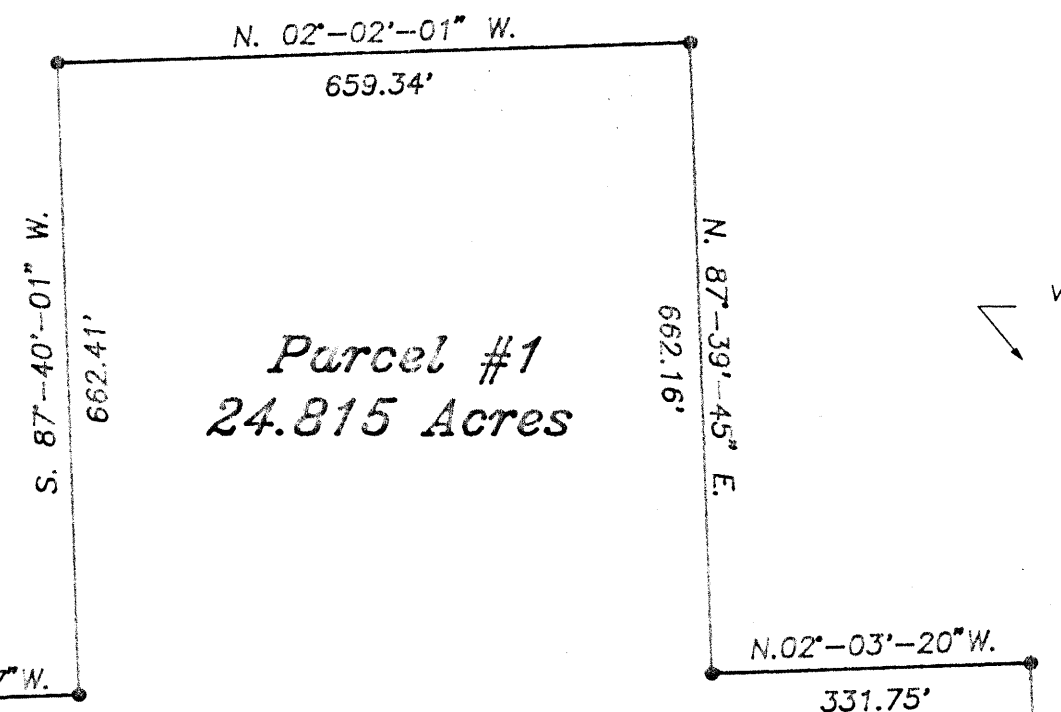 N. 02°-02'-01" W.
659.34'
S. 87°-40'-01" W.
662.41'
Parcel #1
24.815 Acres
N. 87°-39'-45" E.
662.16'
N.02°-03'-20"W.
331.75'
"W.